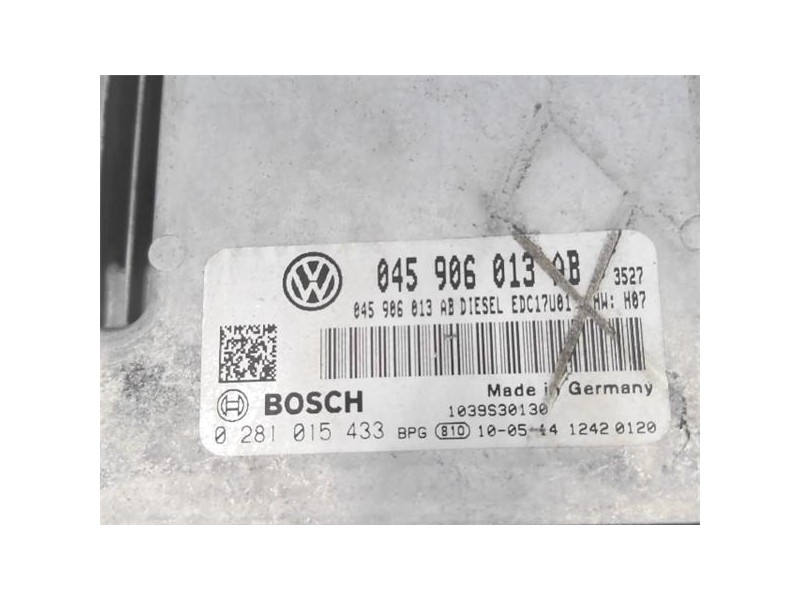 VW 045 906 013 AB 3527
045 906 013 AB DIESEL EDC17U01 HW: H07
Made in Germany
BOSCH 1039S30130
0 281 015 433 BPG 810 10-05-14 1242 0120